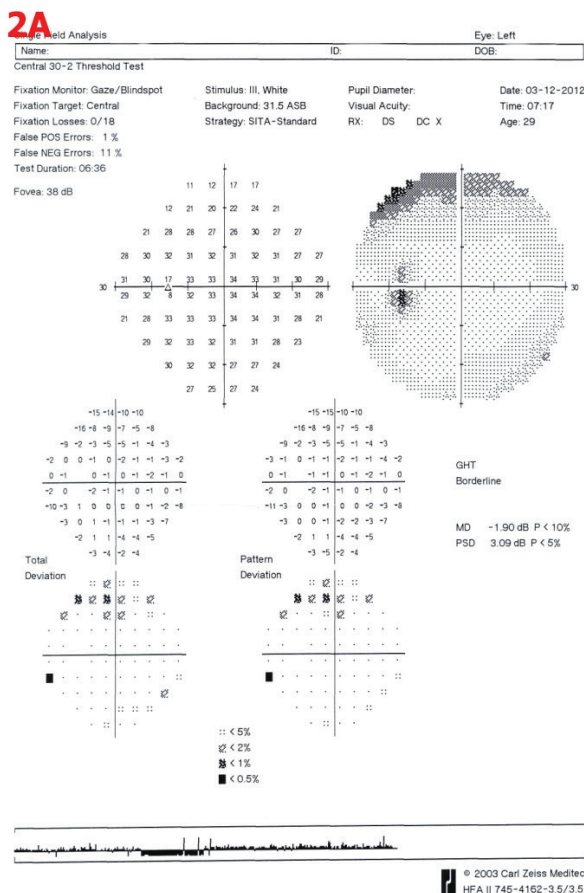 2A
Single Field Analysis Eye: Left
Name: ID: DOB:
Central 30-2 Threshold Test
Fixation Monitor: Gaze/Blindspot Stimulus: III, White Pupil Diameter: Date: 03-12-2012
Fixation Target: Central Background: 31.5 ASB Visual Acuity: Time: 07:17
Fixation Losses: 0/18 Strategy: SITA-Standard RX: DS DC X Age: 29
False POS Errors: 1 %
False NEG Errors: 11 %
Test Duration: 06:36
Fovea: 38 dB
11 12 17 17
12 21 20 22 24 21
21 28 28 27 26 30 27 27
28 30 32 31 32 31 32 31 27 27
31 30 17 33 33 34 33 31 30 29
30 30 30
29 32 8 32 33 34 34 32 31 28
21 28 33 33 33 34 31 31 28 21
29 32 33 32 33 31 28 23
30 32 32 27 27 24
27 25 27 24
-15 -14 -10 -10 -15 -15 -10 -10
-16 -8 -9 -7 -5 -8 -16 -8 -9 -7 -5 -8
-9 -2 -3 -5 -5 -1 -4 -3 -9 -2 -3 -5 -5 -1 -4 -3
-2 0 0 -1 0 -2 -1 -1 -3 -2 -3 -1 0 -1 0 -2 -1 -1 -3 -2
0 -1 0 -1 0 -1 -1 0 0 -1 -1 -1 0 -1 -1 0
-2 0 -2 -1 -1 0 -1 0 -1 -2 0 -2 -1 0 -1 0 -1
-10 -3 1 0 0 0 -2 -2 -3 -8 -11 -3 0 0 -1 0 -2 -2 -3 -8
-3 0 1 -1 -1 -1 -3 -7 -3 0 0 -1 -1 -1 -3 -8
-2 1 1 -4 -4 -5 -2 1 1 -4 -4 -5
-3 -4 -2 -4 -3 -5 -2 -4
GHT
Borderline
MD -1.90 dB P < 10%
PSD 3.09 dB P < 5%
Total Deviation
Pattern Deviation
< 5%
< 2%
< 1%
< 0.5%
© 2003 Carl Zeiss Meditec
HFA II 745-4162-3.5/3.5